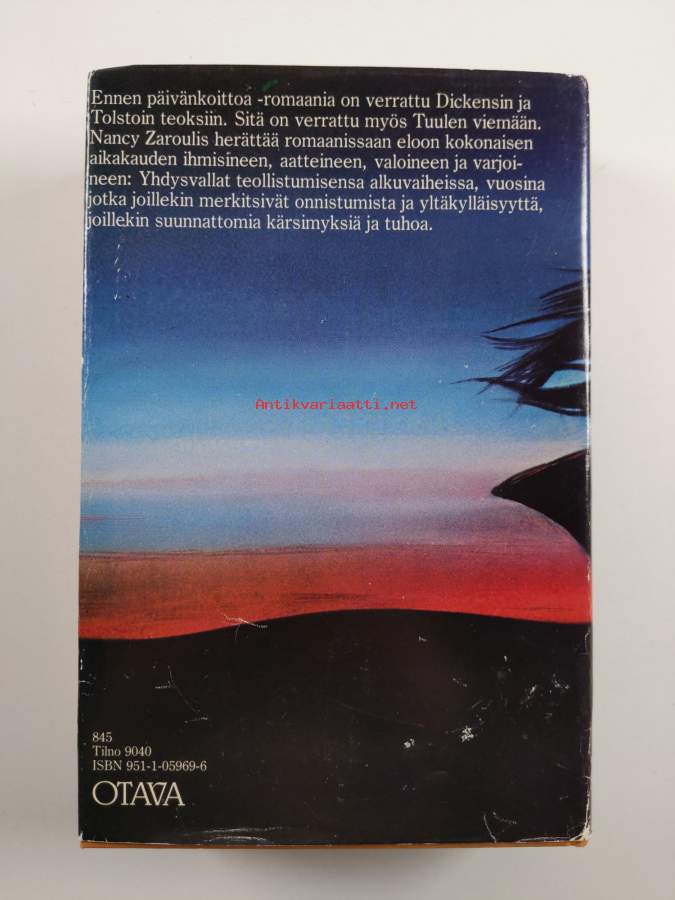 Ennen päivänkoittoa -romaania on verrattu Dickensin ja
Tolstoin teoksiin. Sitä on verrattu myös Tuulen viemään.
Nancy Zaroulis herättää romaanissaan eloon kokonaisen
aikakauden ihmisineen, aatteineen, valoineen ja varjoi-
neen: Yhdysvallat teollistumisensa alkuvaiheissa, vuosina
jotka joillekin merkitsivät onnistumista ja yltäkylläisyyttä,
joillekin suunnattomia kärsimyksiä ja tuhoa.
Antikvariaatti.net
845
Tilno 9040
ISBN 951-1-05969-6
OTAVA